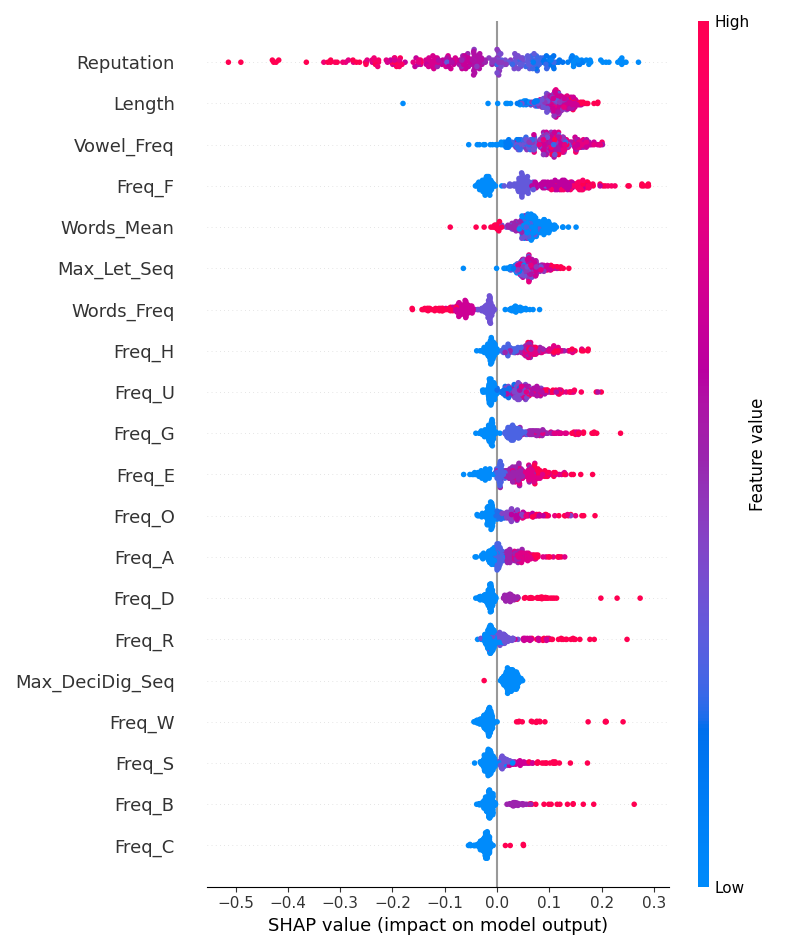 High
Reputation
Length
Vowel_Freq
Freq_F
Words_Mean
Max_Let_Seq
Words_Freq
Freq_H
Freq_U
Freq_G
Freq_E
Freq_O
Freq_A
Freq_D
Freq_R
Max_DeciDig_Seq
Freq_W
Freq_S
Freq_B
Freq_C
Feature value
Low
−0.5 −0.4 −0.3 −0.2 −0.1 0.0 0.1 0.2 0.3
SHAP value (impact on model output)